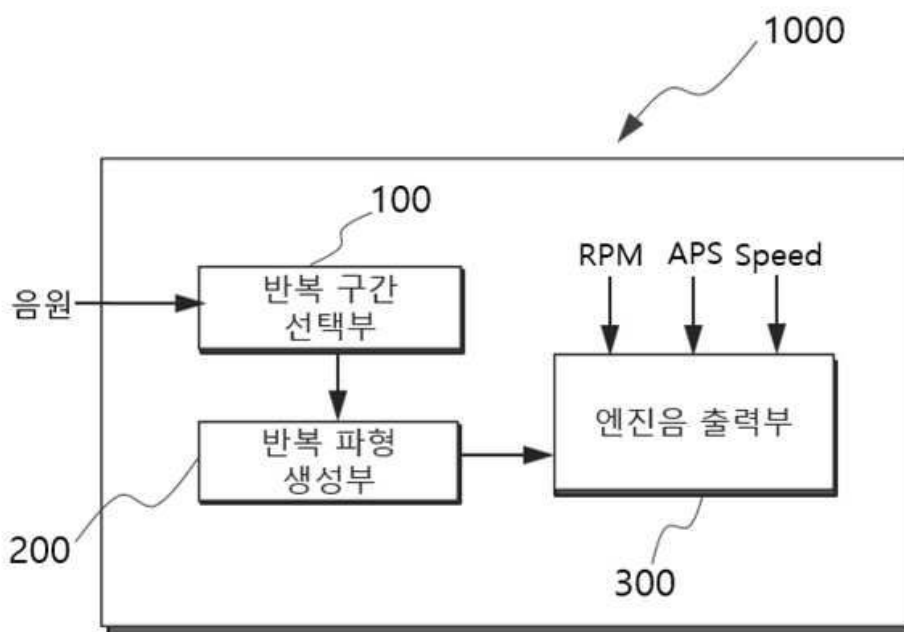 1000
100
RPM APS Speed
음원
반복 구간
선택부
엔진음 출력부
반복 파형
생성부
200
300